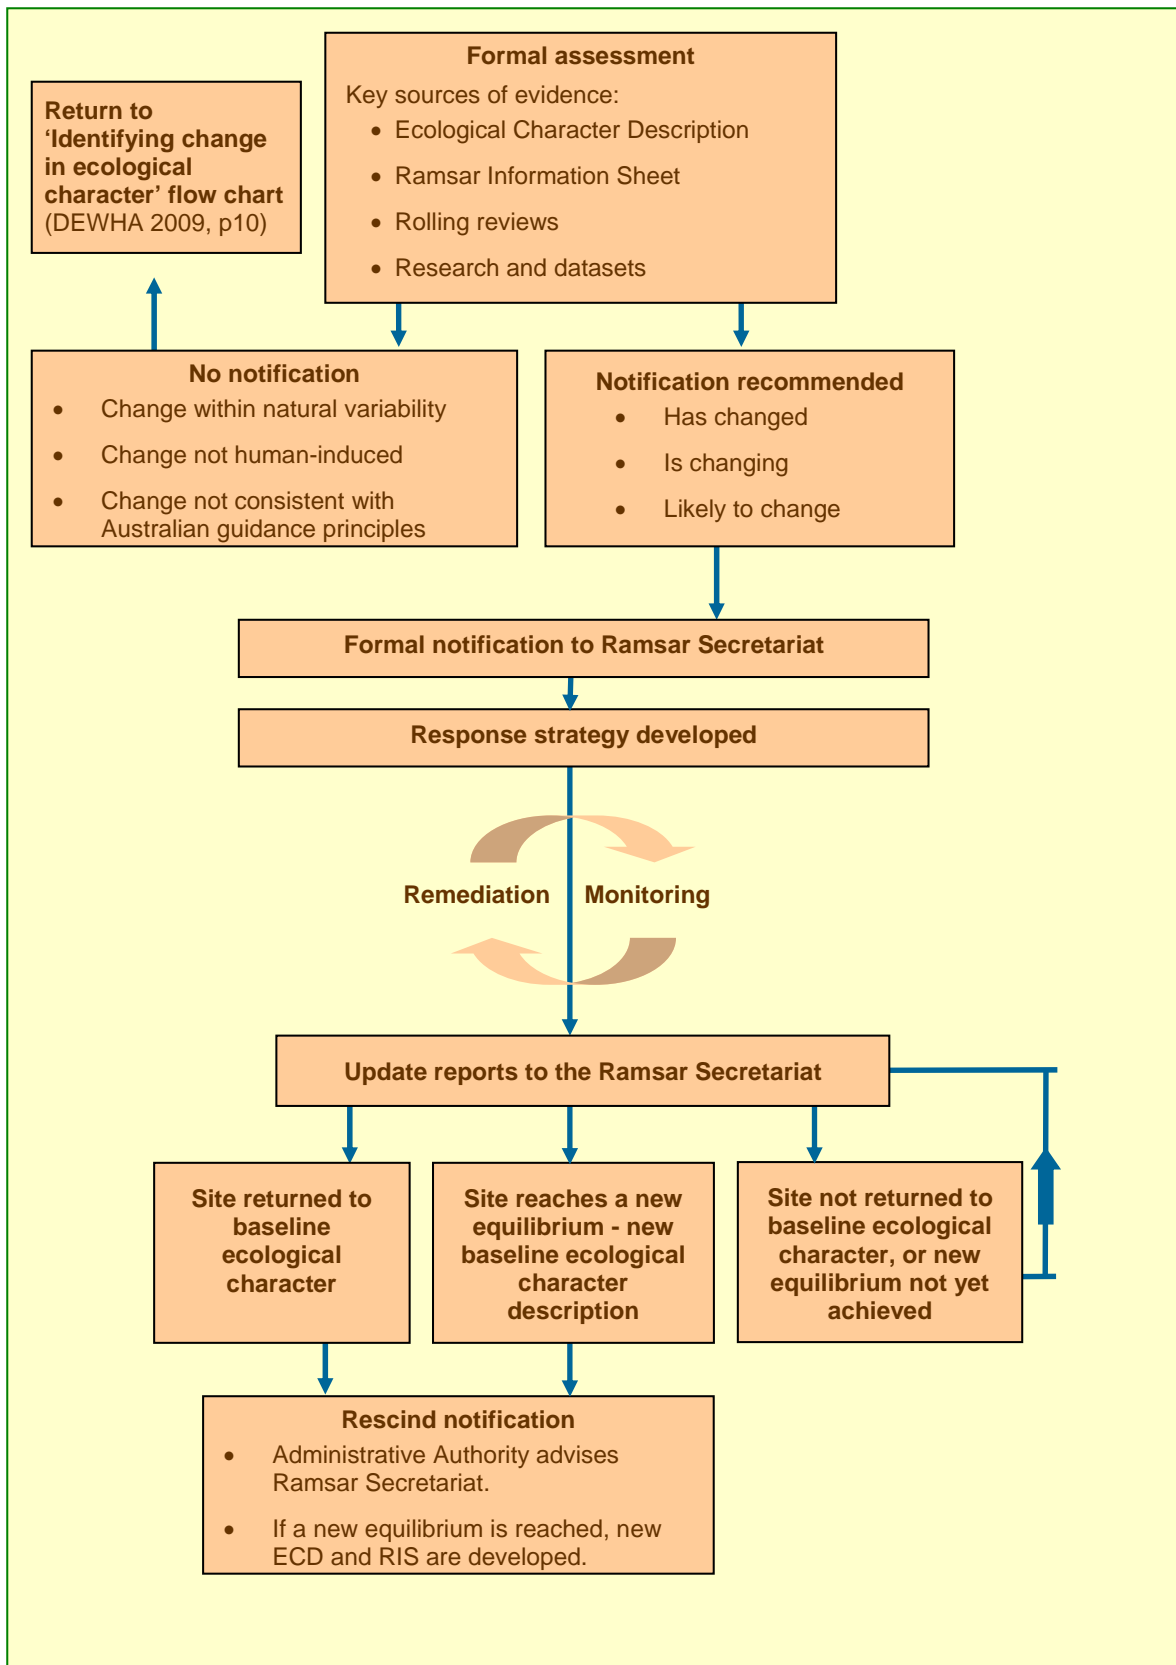 Formal assessment
Key sources of evidence:
• Ecological Character Description
• Ramsar Information Sheet
• Rolling reviews
• Research and datasets
Return to
‘Identifying change
in ecological
character’ flow chart
(DEWHA 2009, p10)
No notification
• Change within natural variability
• Change not human-induced
• Change not consistent with
Australian guidance principles
Notification recommended
• Has changed
• Is changing
• Likely to change
Formal notification to Ramsar Secretariat
Response strategy developed
Remediation
Monitoring
Update reports to the Ramsar Secretariat
Site returned to
baseline
ecological
character
Site reaches a new
equilibrium - new
baseline ecological
character
description
Site not returned to
baseline ecological
character, or new
equilibrium not yet
achieved
Rescind notification
• Administrative Authority advises
Ramsar Secretariat.
• If a new equilibrium is reached, new
ECD and RIS are developed.